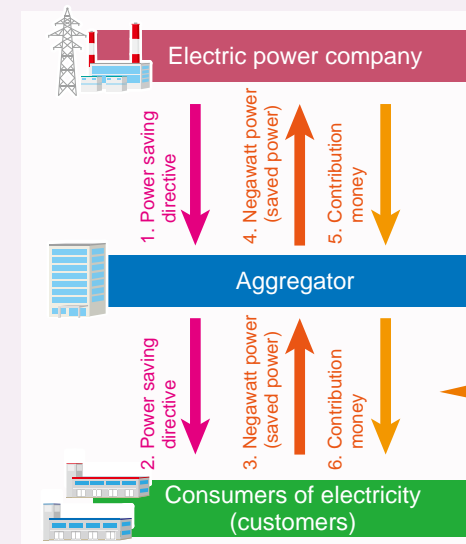 Electric power company
1. Power saving
directive
4. Negawatt power
(saved power)
5. Contribution
money
Aggregator
2. Power saving
directive
3. Negawatt power
(saved power)
6. Contribution
money
Consumers of electricity
(customers)